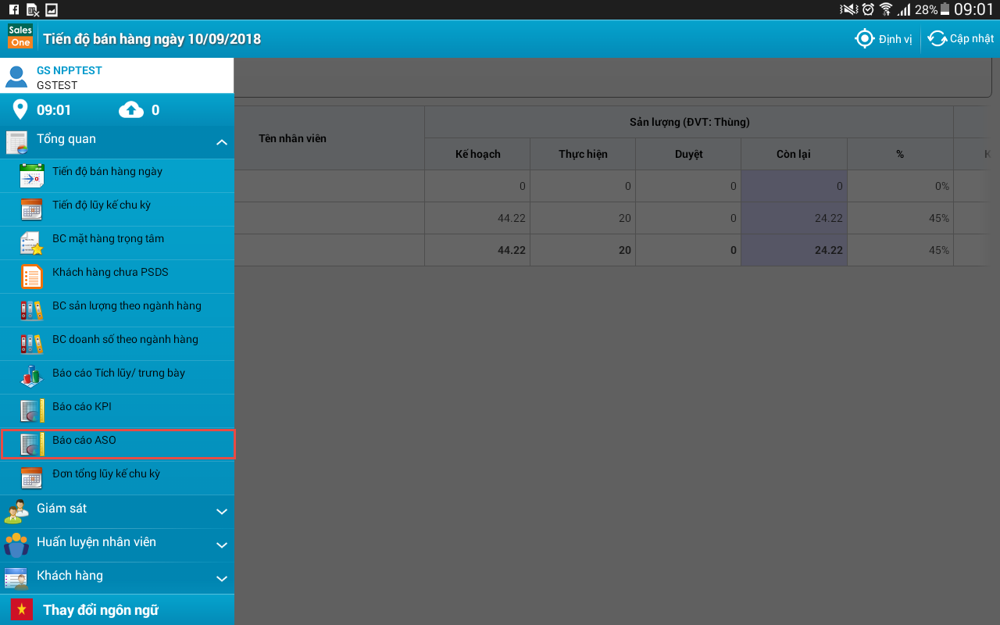 28% 09:01
Sales One
Tiến độ bán hàng ngày 10/09/2018
Định vị
Cập nhật
GS NPPTEST
GSTEST
09:01
0
Tổng quan
Tiến độ bán hàng ngày
Tiến độ lũy kế chu kỳ
BC mặt hàng trọng tâm
Khách hàng chưa PSDS
BC sản lượng theo ngành hàng
BC doanh số theo ngành hàng
Báo cáo Tích lũy/ trưng bày
Báo cáo KPI
Báo cáo ASO
Đơn tổng lũy kế chu kỳ
Giám sát
Huấn luyện nhân viên
Khách hàng
Thay đổi ngôn ngữ
Tên nhân viên
Sản lượng (ĐVT: Thùng)
Kế hoạch Thực hiện Duyệt Còn lại % K
0 0 0 0 0%
44.22 20 0 24.22 45%
44.22 20 0 24.22 45%